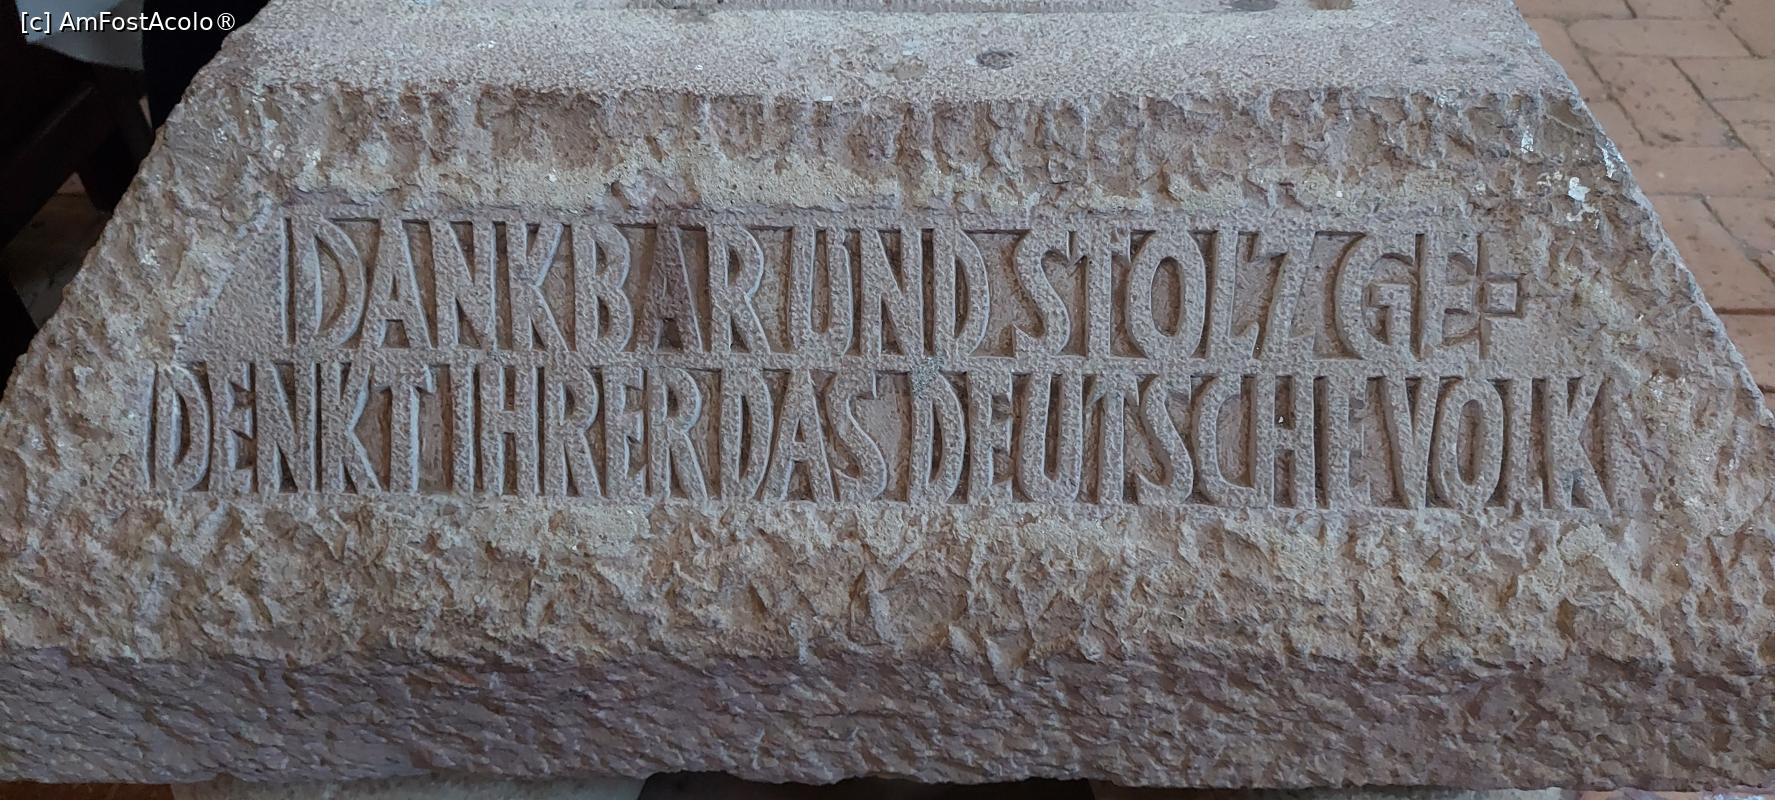 [c] AmFostAcolo®
DANKBAR UND STOLZ GE-
DENKT IHRER DAS DEUTSCHE VOLK